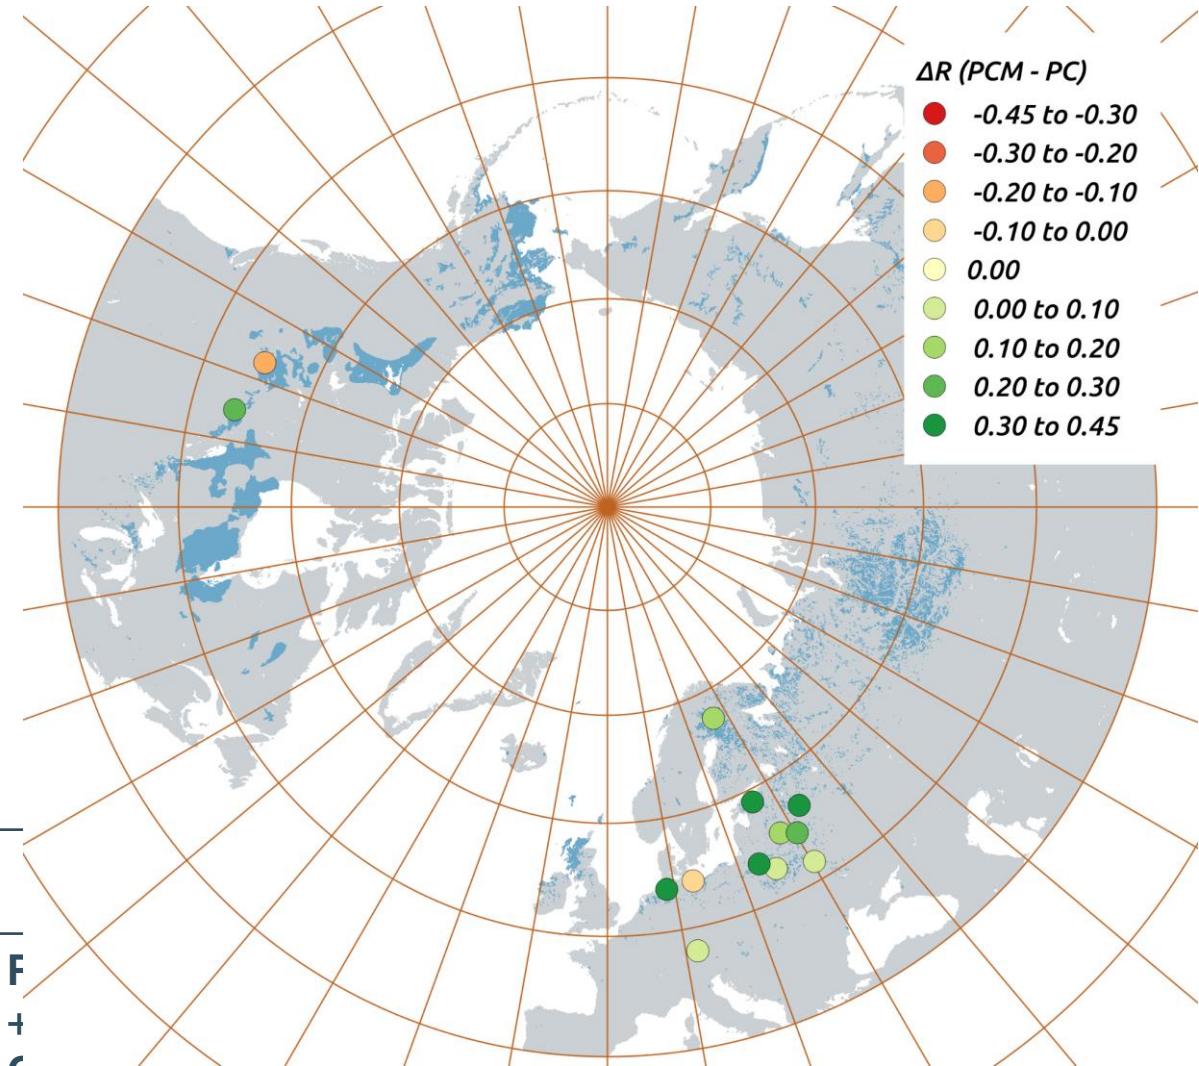 ΔR (PCM - PC)
-0.45 to -0.30
-0.30 to -0.20
-0.20 to -0.10
-0.10 to 0.00
0.00
0.00 to 0.10
0.10 to 0.20
0.20 to 0.30
0.30 to 0.45
F
+